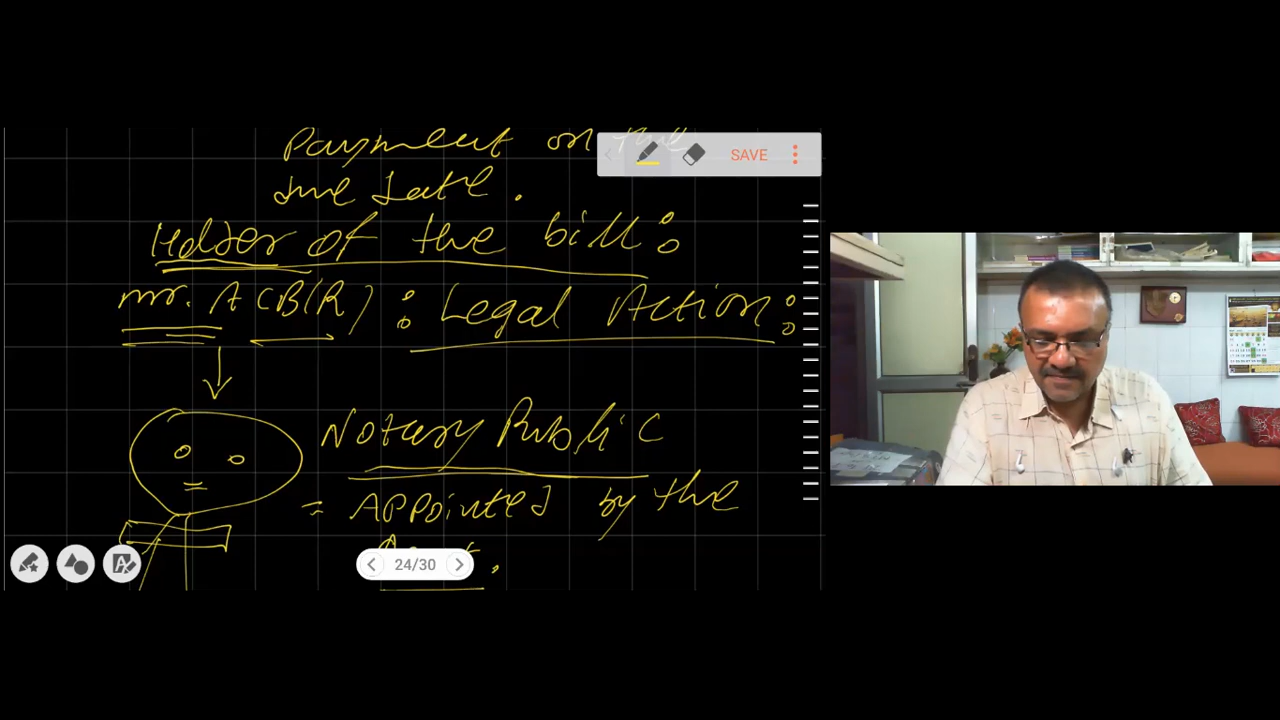 Payment on the
due date.
SAVE
Holder of the bill:
Mr. A (B/R) : Legal Action:
Notary Public
= Appointed by the
24/30